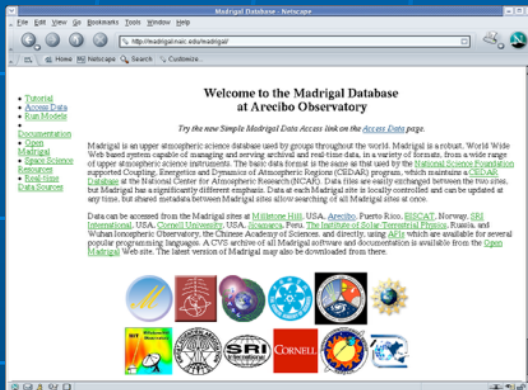 Madrigal Database - Netscape
File Edit View Go Bookmarks Tools Window Help
http://madrigal.naic.edu/madrigal/
Home Netscape Search Customize...
Welcome to the Madrigal Database
at Arecibo Observatory
Try the new Simple Madrigal Data Access link on the Access Data page.
Tutorial
Access Data
Run Models
Documentation
Open
Madrigal
Space Science
Resources
Real-time
Data Sources
Madrigal is an upper atmospheric science database used by groups throughout the world. Madrigal is a robust, World Wide
Web based system capable of managing and serving archival and real-time data, in a variety of formats, from a wide range
of upper atmospheric science instruments. The basic data format is the same as that used by the National Science Foundation
supported Coupling, Energetics and Dynamics of Atmospheric Regions (CEDAR) program, which maintains a CEDAR
Database at the National Center for Atmospheric Research (NCAR). Data files are easily exchanged between the two sites,
but Madrigal has a significantly different emphasis. Data at each Madrigal site is locally controlled and can be updated at
any time, but shared metadata between Madrigal sites allow searching of all Madrigal sites at once.
Data can be accessed from the Madrigal sites at Millstone Hill, USA, Arecibo, Puerto Rico, EISCAT, Norway, SRI
International, USA, Cornell University, USA, Jicamarca, Peru, The Institute of Solar-Terrestrial Physics, Russia, and
Wuhan Ionospheric Observatory, the Chinese Academy of Sciences, and directly, using APIs which are available for several
popular programming languages. A CVS archive of all Madrigal software and documentation is available from the Open
Madrigal Web site. The latest version of Madrigal may also be downloaded from there.
SRI
CORNELL